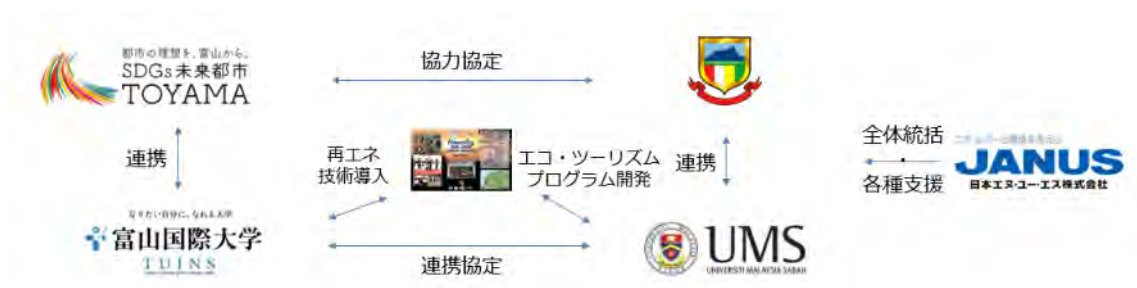 都市の理想を、富山から。
SDGs未来都市
TOYAMA
協力協定
連携
再エネ
技術導入
エコ・ツーリズム
プログラム開発
連携
全体統括
各種支援
JANUS
日本エヌ・ユー・エス株式会社
なりたい自分に、なれる大学
富山国際大学
TUINS
連携協定
UMS
UNIVERSITI MALAYSIA SABAH